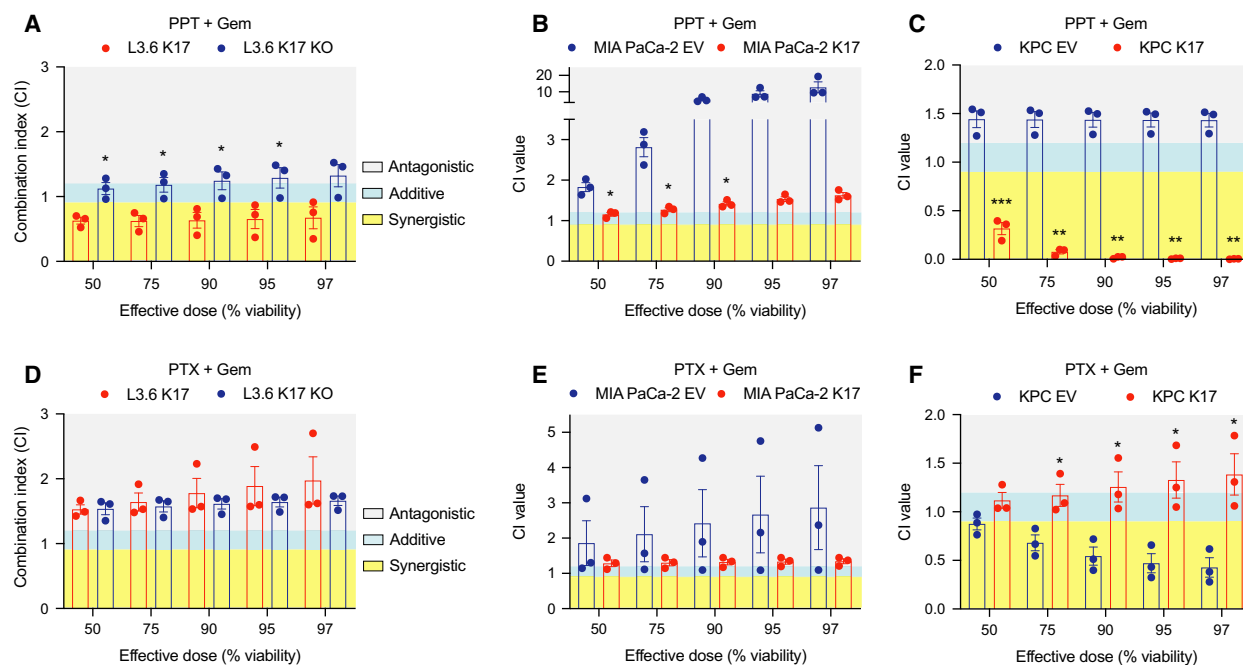 A
PPT + Gem
L3.6 K17 L3.6 K17 KO
Combination index (CI)
3
2
1
0
* * * *
50 75 90 95 97
Effective dose (% viability)
Antagonistic
Additive
Synergistic
B
PPT + Gem
MIA PaCa-2 EV MIA PaCa-2 K17
CI value
20
10
3
2
1
0
* * *
50 75 90 95 97
Effective dose (% viability)
C
PPT + Gem
KPC EV KPC K17
CI value
2.0
1.5
1.0
0.5
0.0
*** ** ** ** **
50 75 90 95 97
Effective dose (% viability)
D
PTX + Gem
L3.6 K17 L3.6 K17 KO
Combination index (CI)
3
2
1
0
50 75 90 95 97
Effective dose (% viability)
Antagonistic
Additive
Synergistic
E
PTX + Gem
MIA PaCa-2 EV MIA PaCa-2 K17
CI value
5
4
3
2
1
0
50 75 90 95 97
Effective dose (% viability)
F
PTX + Gem
KPC EV KPC K17
CI value
2.0
1.5
1.0
0.5
0.0
* * * *
50 75 90 95 97
Effective dose (% viability)